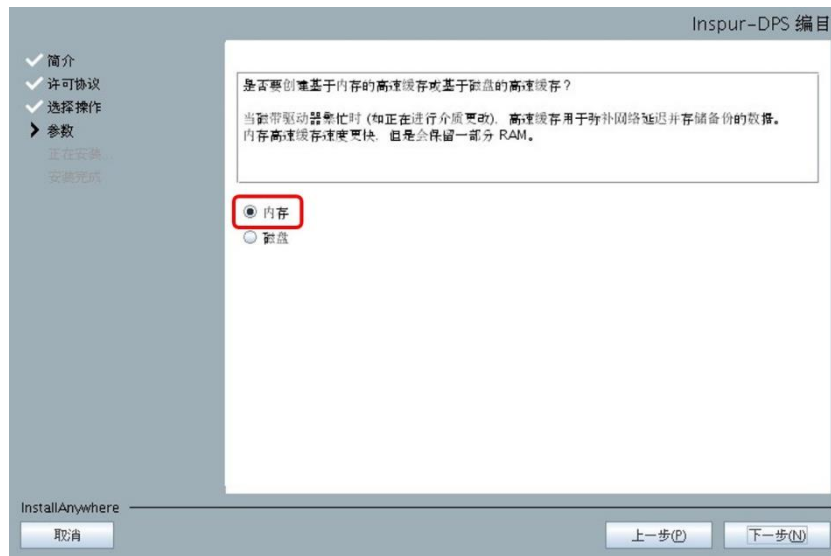 Inspur-DPS 编目
简介
许可协议
选择操作
参数
正在安装...
安装完成
是否要创建基于内存的高速缓存或基于磁盘的高速缓存？
当磁带驱动器繁忙时 (如正在进行介质更改)，高速缓存用于弥补网络延迟并存储备份的数据。
内存高速缓存速度更快，但是会保留一部分 RAM。
内存
磁盘
InstallAnywhere
取消
上一步(P)
下一步(N)